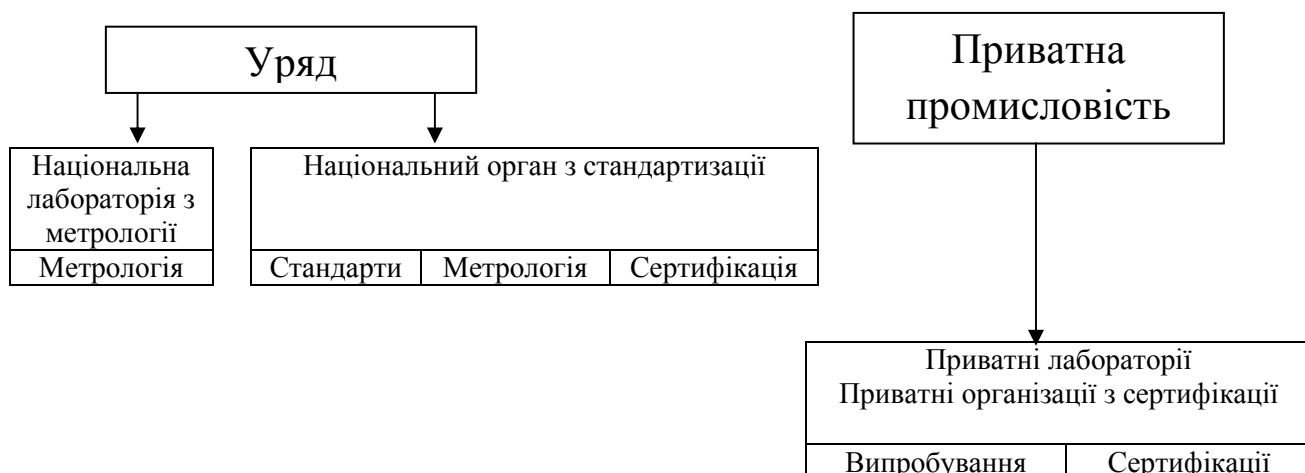 Уряд
Приватна
промисловість
Національна
лабораторія з
метрології
Метрологія
Національний орган з стандартизації
Стандарти
Метрологія
Сертифікація
Приватні лабораторії
Приватні організації з сертифікації
Випробування
Сертифікації